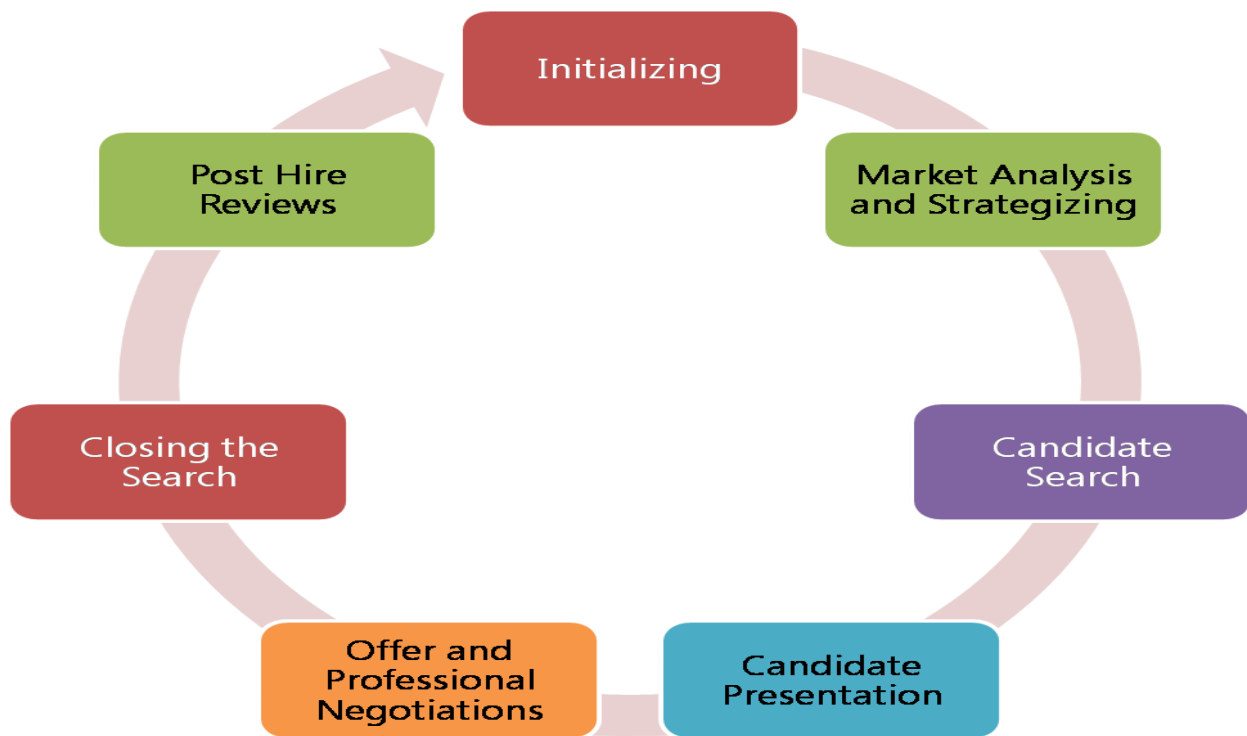 Initializing
Market Analysis
and Strategizing
Candidate
Search
Candidate
Presentation
Offer and
Professional
Negotiations
Closing the
Search
Post Hire
Reviews